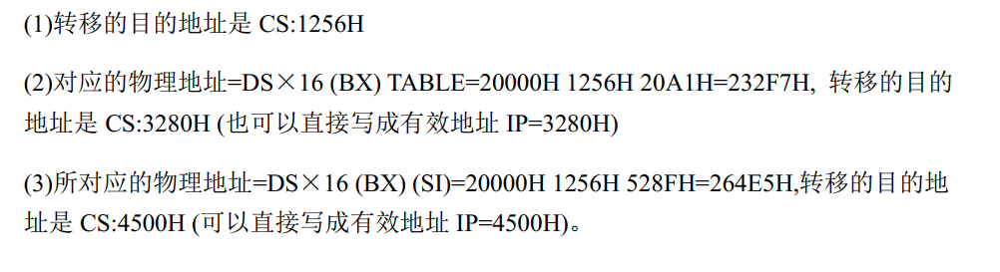 (1)转移的目的地址是 CS:1256H
(2)对应的物理地址=DS×16 (BX) TABLE=20000H 1256H 20A1H=232F7H, 转移的目的
地址是 CS:3280H (也可以直接写成有效地址 IP=3280H)
(3)所对应的物理地址=DS×16 (BX) (SI)=20000H 1256H 528FH=264E5H,转移的目的地
址是 CS:4500H (可以直接写成有效地址 IP=4500H)。